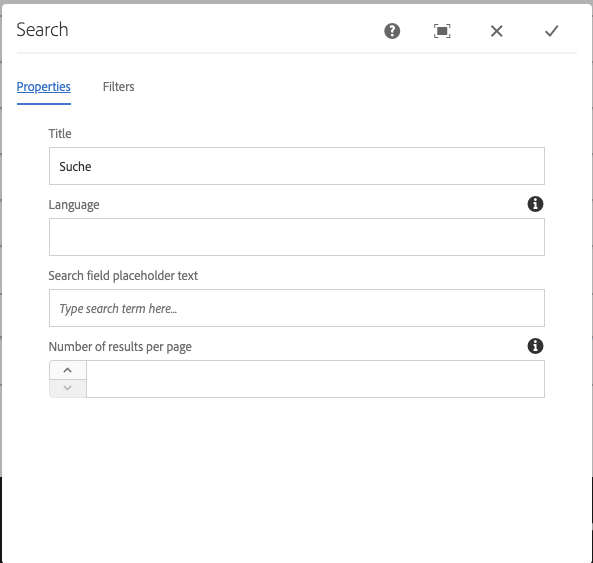 Search
Properties
Filters
Title
Suche
Language
Search field placeholder text
Type search term here...
Number of results per page